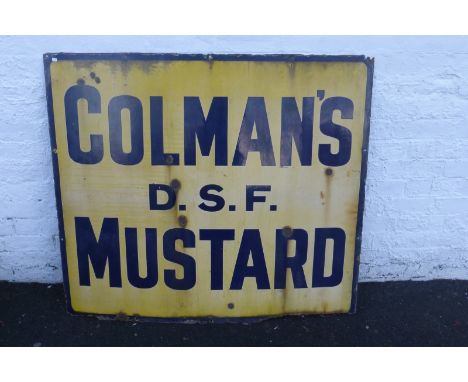 COLMAN'S
D. S. F.
MUSTARD